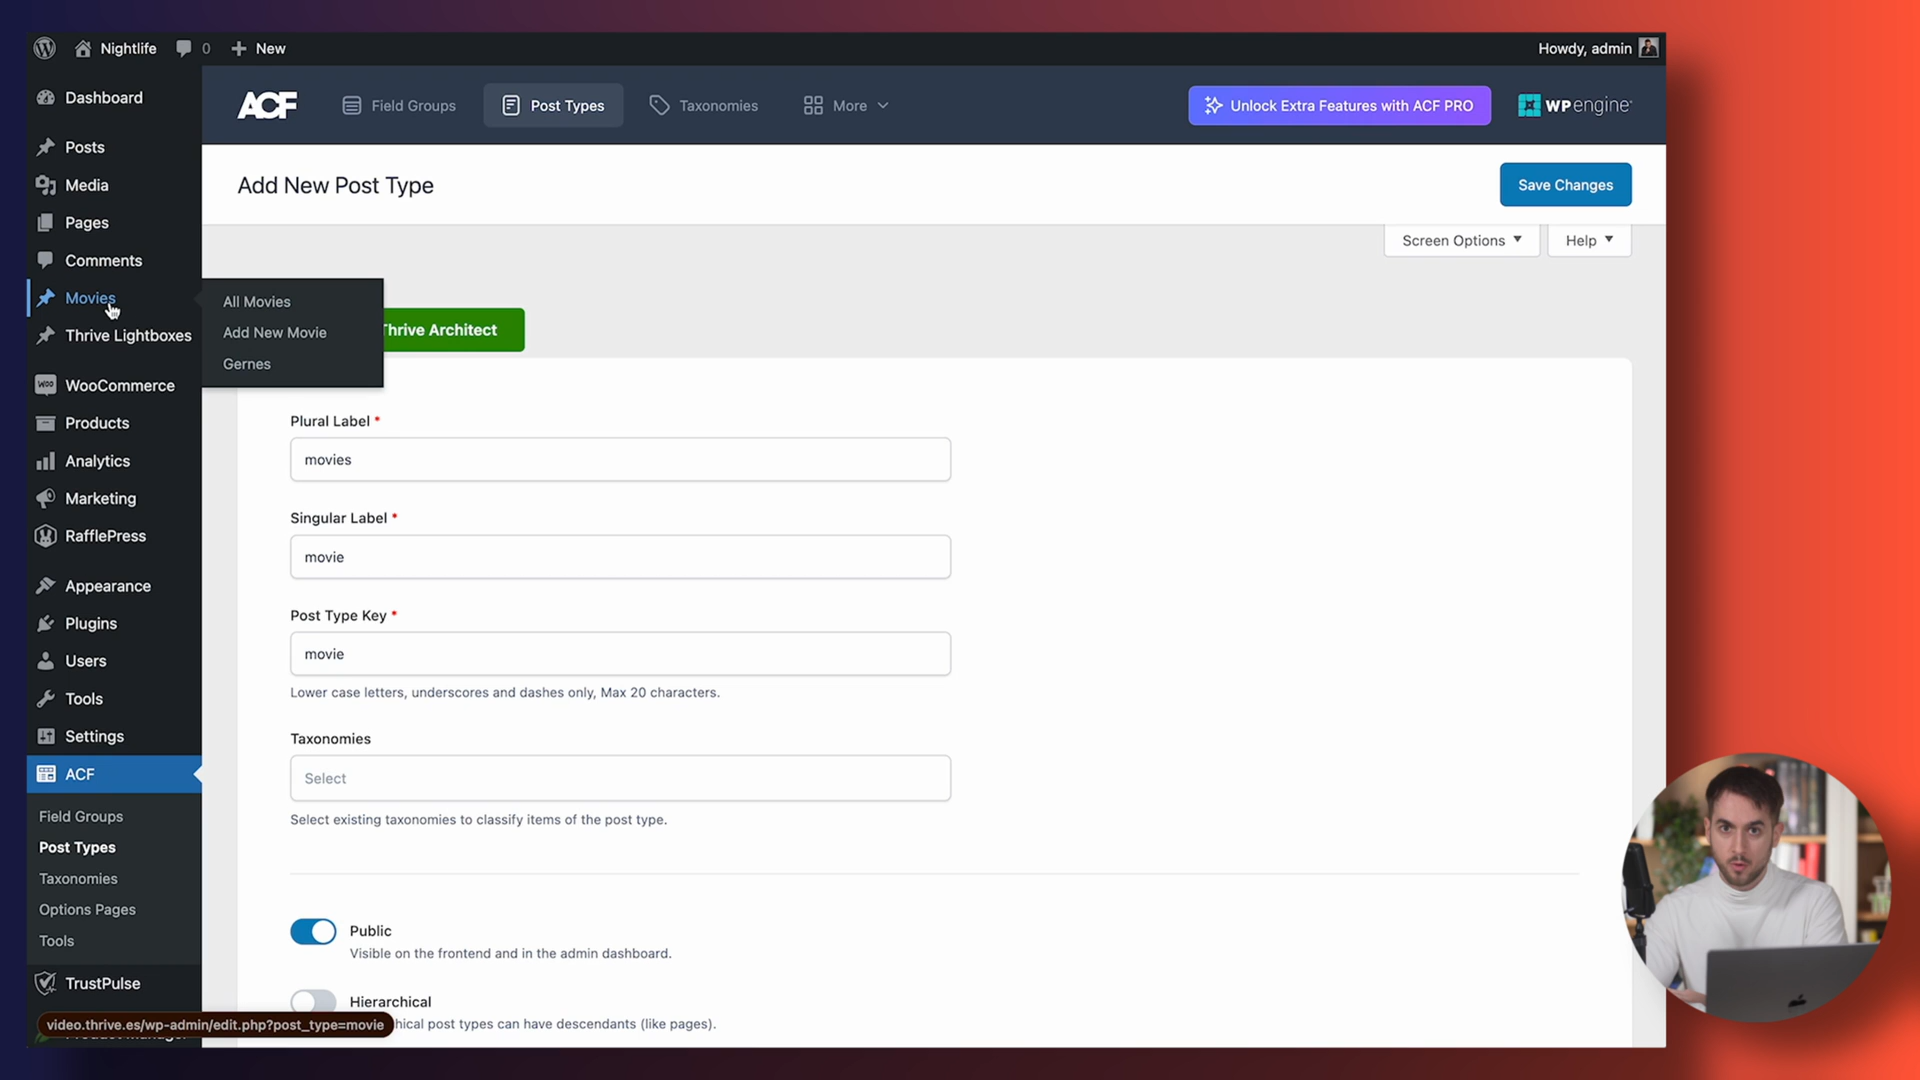 Nightlife
0
New
Howdy, admin
Dashboard
Posts
Media
Pages
Comments
Movies
Thrive Lightboxes
WOO
WooCommerce
Products
Analytics
Marketing
RafflePress
Appearance
Plugins
Users
Tools
Settings
ACF
Field Groups
Post Types
Taxonomies
Options Pages
Tools
TrustPulse
All Movies
Add New Movie
Gernes
ACF
Field Groups
Post Types
Taxonomies
More
Unlock Extra Features with ACF PRO
WP engine
Add New Post Type
Save Changes
Screen Options
Help
Thrive Architect
Plural Label *
movies
Singular Label *
movie
Post Type Key *
movie
Lower case letters, underscores and dashes only, Max 20 characters.
Taxonomies
Select
Select existing taxonomies to classify items of the post type.
Public
Visible on the frontend and in the admin dashboard.
Hierarchical
hical post types can have descendants (like pages).
video.thrive.es/wp-admin/edit.php?post_type=movie